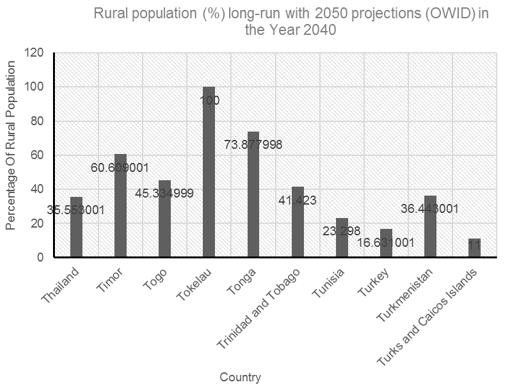 Rural population (%) long-run with 2050 projections (OWID) in
the Year 2040
Percentage Of Rural Population
120
100
80
60
40
20
0
35.553001
60.609001
45.334999
100
73.877998
41.423
23.298
16.631001
36.443001
11
Thailand
Timor
Togo
Tokelau
Tonga
Trinidad and Tobago
Tunisia
Turkey
Turkmenistan
Turks and Caicos Islands
Country